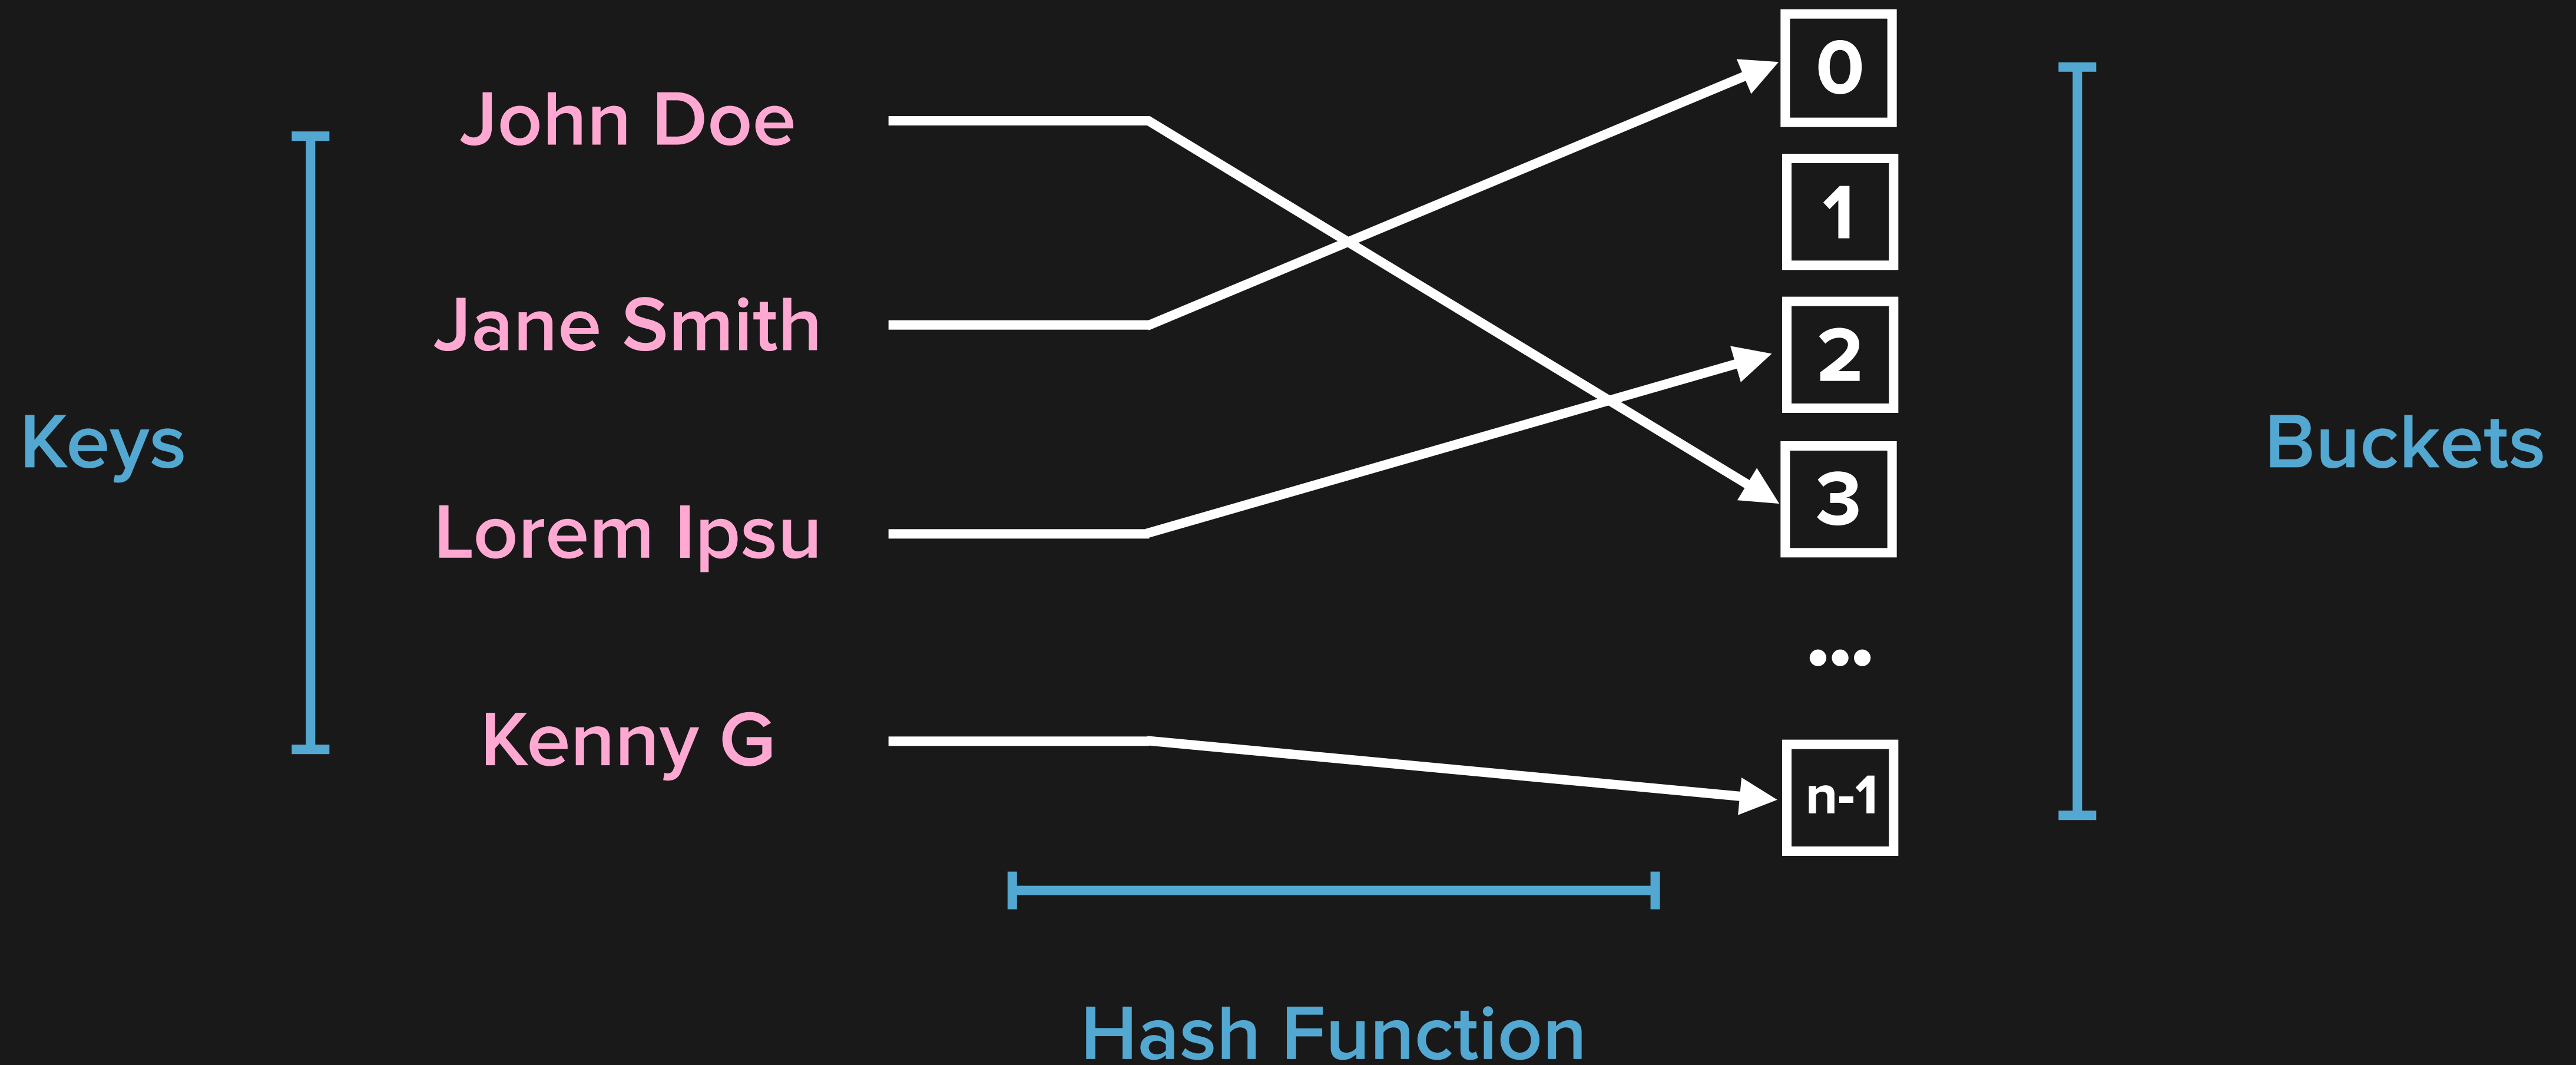 Keys
John Doe
Jane Smith
Lorem Ipsu
Kenny G
0
1
2
3
...
n-1
Buckets
Hash Function